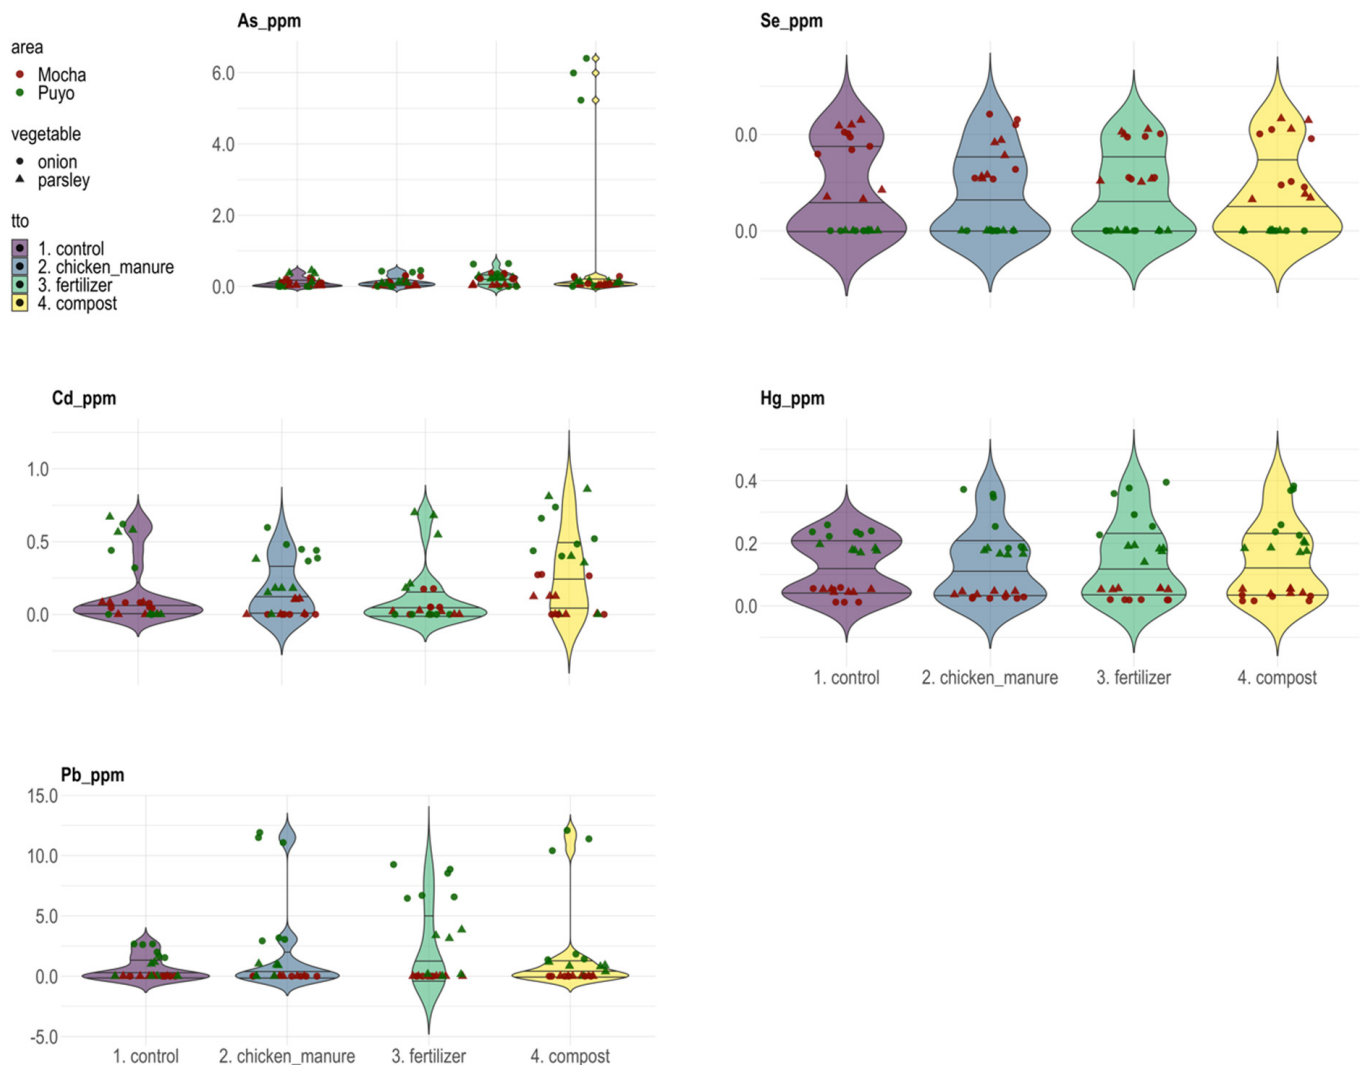 As_ppm
Se_ppm
area
Mocha
Puyo
vegetable
onion
parsley
tto
1. control
2. chicken_manure
3. fertilizer
4. compost
6.0
4.0
2.0
0.0
0.0
0.0
Cd_ppm
Hg_ppm
1.0
0.5
0.0
0.4
0.2
0.0
1. control 2. chicken_manure 3. fertilizer 4. compost
Pb_ppm
15.0
10.0
5.0
0.0
-5.0
1. control 2. chicken_manure 3. fertilizer 4. compost